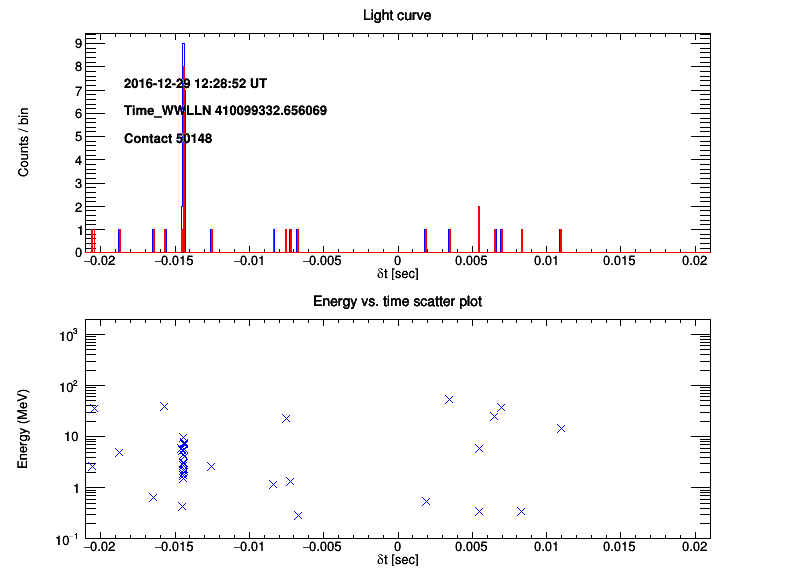 Light curve
Counts / bin
9
8
7
6
5
4
3
2
1
0
2016-12-29 12:28:52 UT
Time_WWLLN 410099332.656069
Contact 50148
−0.02 −0.015 −0.01 −0.005 0 0.005 0.01 0.015 0.02
δt [sec]
Energy vs. time scatter plot
Energy (MeV)
10³
10²
10
1
10⁻¹
−0.02 −0.015 −0.01 −0.005 0 0.005 0.01 0.015 0.02
δt [sec]